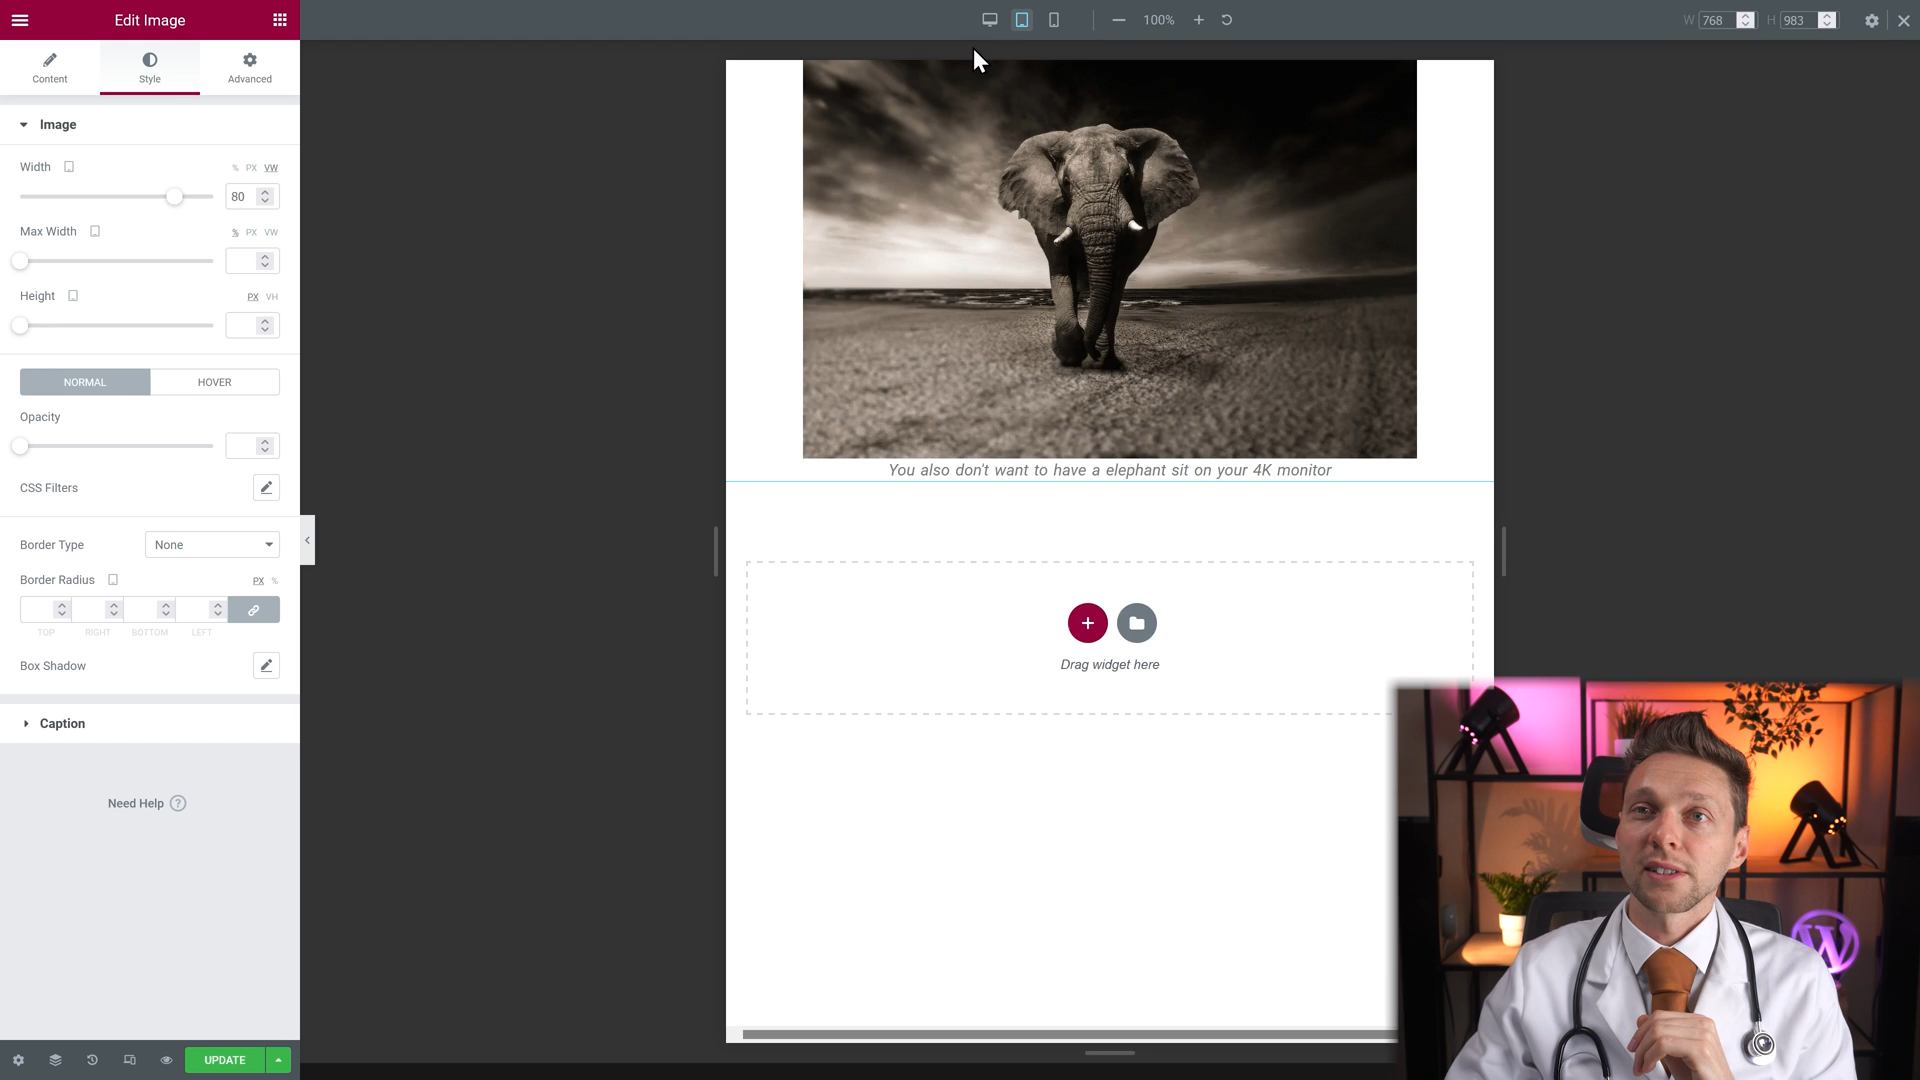 Edit Image
100%
W 768
H 983
Content
Style
Advanced
Image
Width
% PX VW
80
Max Width
% PX VW
Height
PX VH
NORMAL
HOVER
Opacity
CSS Filters
Border Type
None
Border Radius
PX %
TOP
RIGHT
BOTTOM
LEFT
Box Shadow
Caption
Need Help ?
UPDATE
You also don't want to have a elephant sit on your 4K monitor
Drag widget here